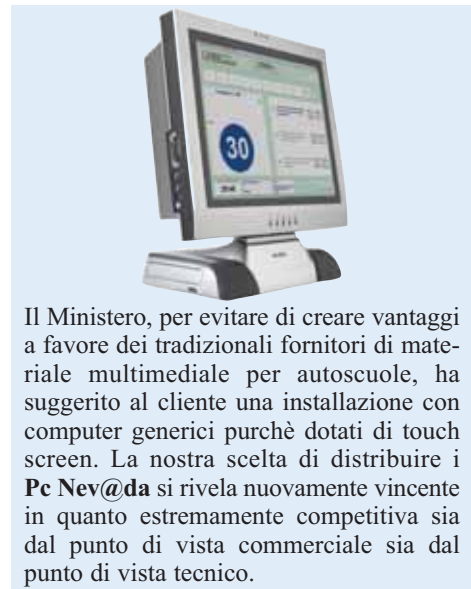 30
Il Ministero, per evitare di creare vantaggi
a favore dei tradizionali fornitori di mate-
riale multimediale per autoscuole, ha
suggerito al cliente una installazione con
computer generici purchè dotati di touch
screen. La nostra scelta di distribuire i
Pc Nev@da si rivela nuovamente vincente
in quanto estremamente competitiva sia
dal punto di vista commerciale sia dal
punto di vista tecnico.